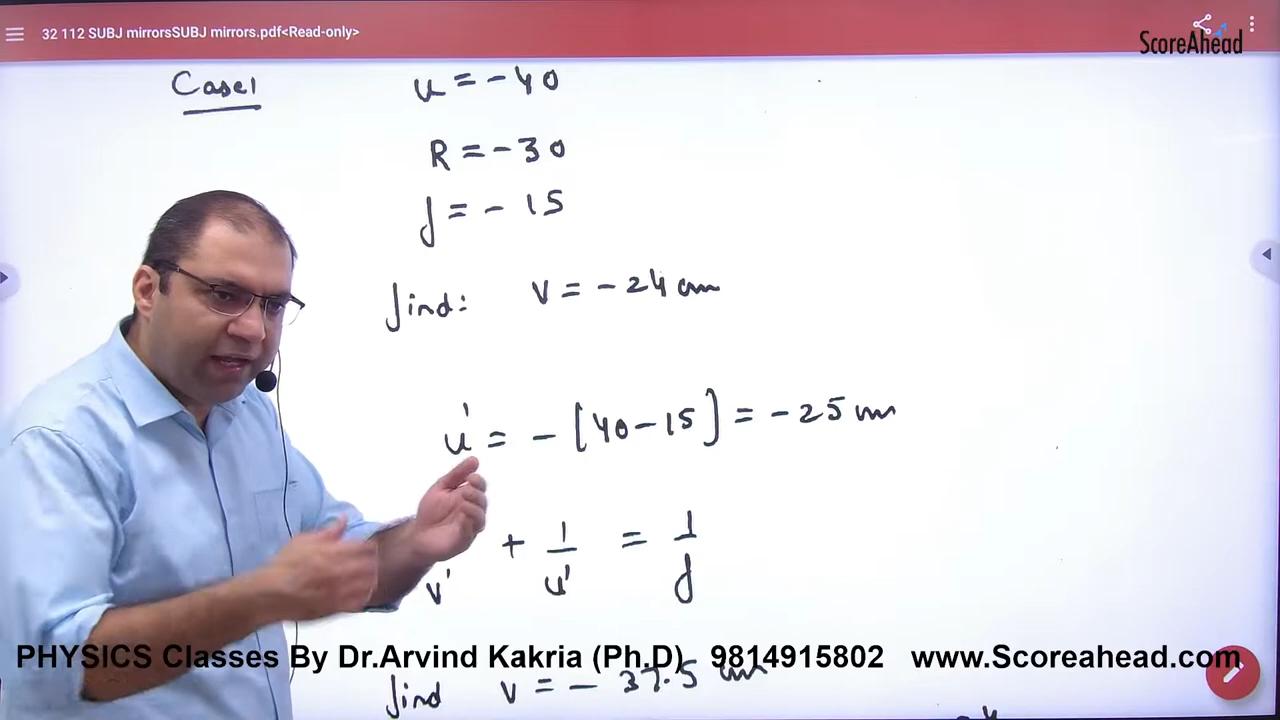 32 112 SUBJ mirrorsSUBJ mirrors.pdf<Read-only>
ScoreAhead
Case1
u = -40
R = -30
f = - 15
find: v = -24 cm
u' = - [40-15] = -25 cm
v' + 1/u' = 1/f
PHYSICS Classes By Dr.Arvind Kakria (Ph.D) 9814915802 www.Scoreahead.com
find v = - 37.5 cm